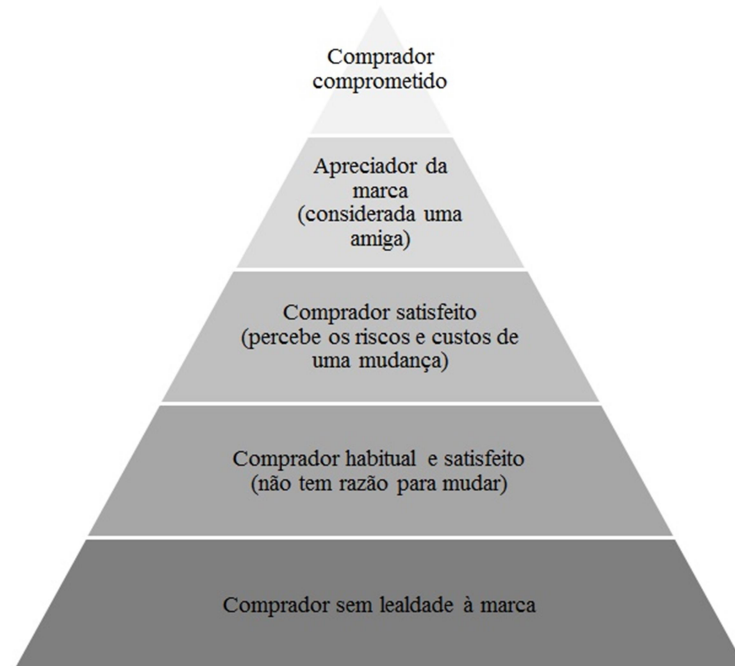 Comprador
comprometido
Apreciador da
marca
(considerada uma
amiga)
Comprador satisfeito
(percebe os riscos e custos de
uma mudança)
Comprador habitual e satisfeito
(não tem razão para mudar)
Comprador sem lealdade à marca